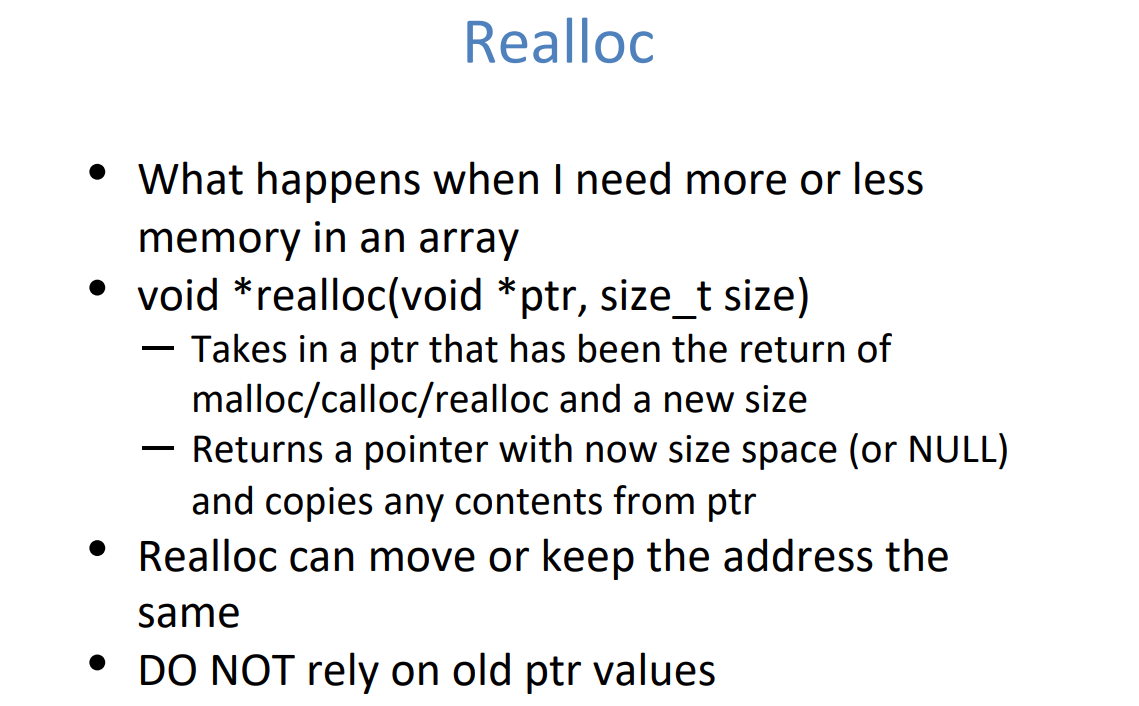 Realloc
• What happens when I need more or less
memory in an array
• void *realloc(void *ptr, size_t size)
— Takes in a ptr that has been the return of
malloc/calloc/realloc and a new size
— Returns a pointer with now size space (or NULL)
and copies any contents from ptr
• Realloc can move or keep the address the
same
• DO NOT rely on old ptr values